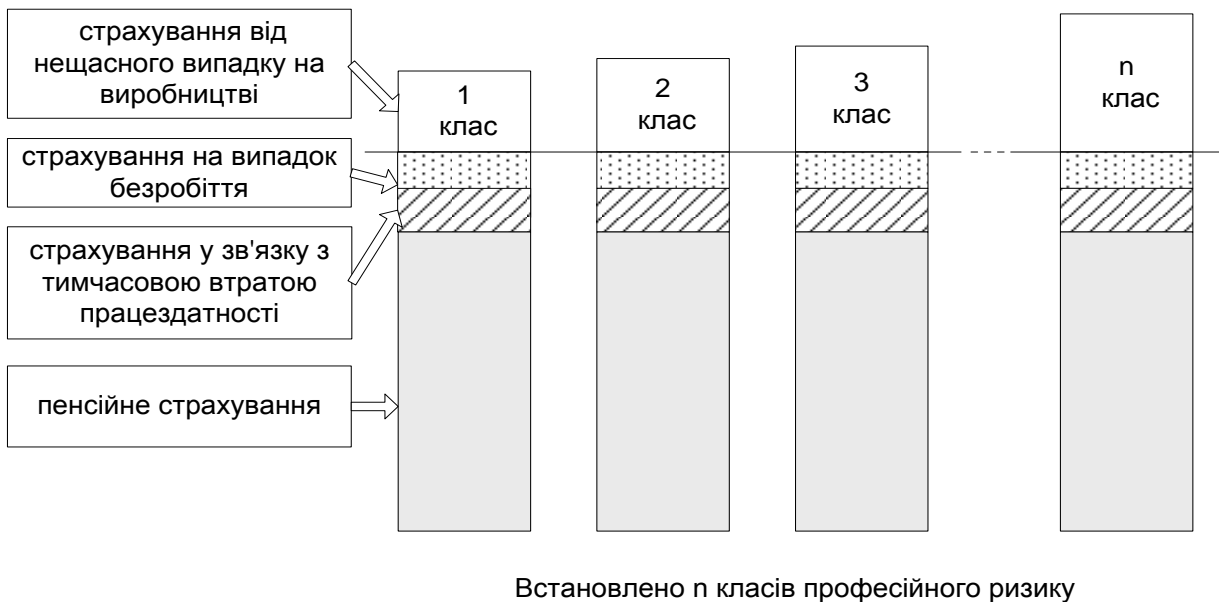 страхування від
нещасного випадку на
виробництві
страхування на випадок
безробіття
страхування у зв'язку з
тимчасовою втратою
працездатності
пенсійне страхування
1
клас
2
клас
3
клас
n
клас
Встановлено n класів професійного ризику